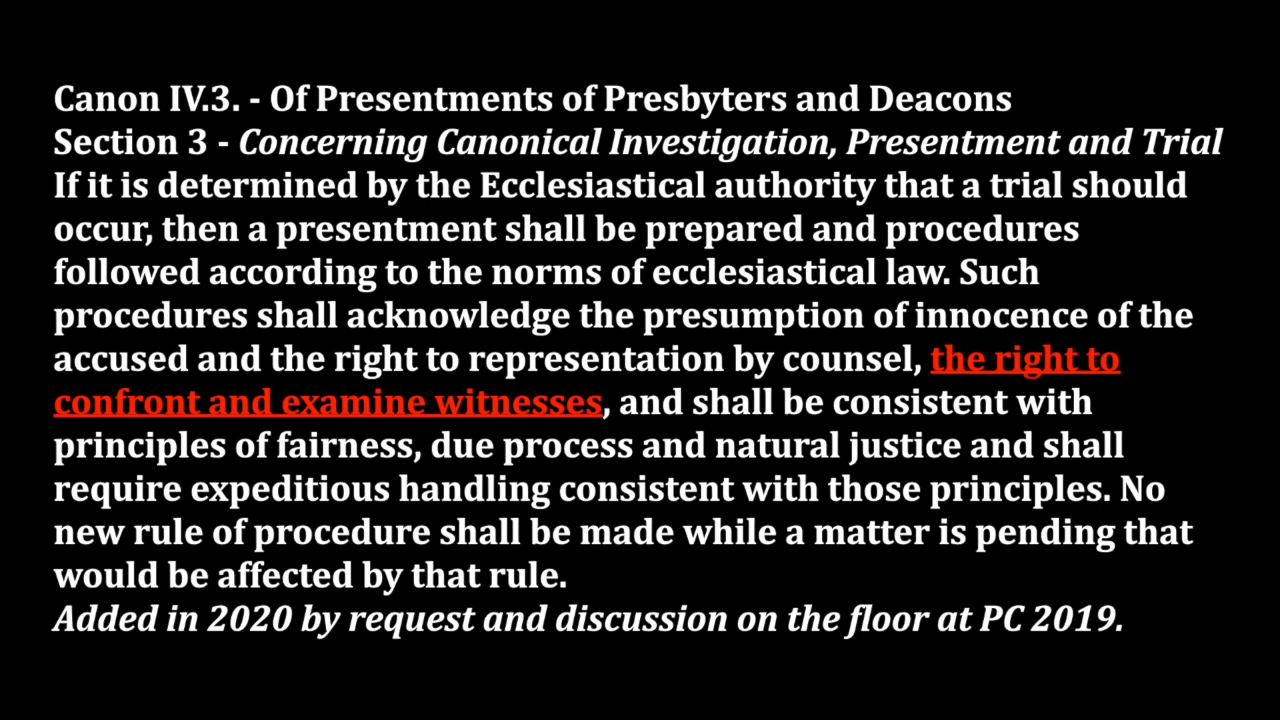 Canon IV.3. - Of Presentments of Presbyters and Deacons
Section 3 - Concerning Canonical Investigation, Presentment and Trial
If it is determined by the Ecclesiastical authority that a trial should
occur, then a presentment shall be prepared and procedures
followed according to the norms of ecclesiastical law. Such
procedures shall acknowledge the presumption of innocence of the
accused and the right to representation by counsel, the right to
confront and examine witnesses, and shall be consistent with
principles of fairness, due process and natural justice and shall
require expeditious handling consistent with those principles. No
new rule of procedure shall be made while a matter is pending that
would be affected by that rule.
Added in 2020 by request and discussion on the floor at PC 2019.